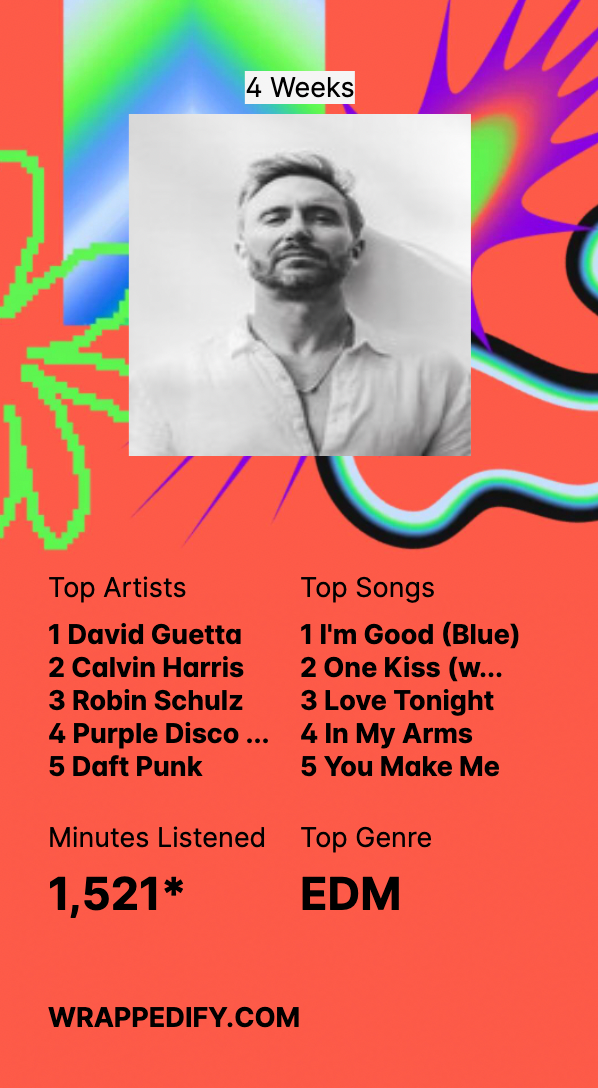 4 Weeks
Top Artists
1 David Guetta
2 Calvin Harris
3 Robin Schulz
4 Purple Disco ...
5 Daft Punk
Top Songs
1 I'm Good (Blue)
2 One Kiss (w...
3 Love Tonight
4 In My Arms
5 You Make Me
Minutes Listened
1,521*
Top Genre
EDM
WRAPPEDIFY.COM